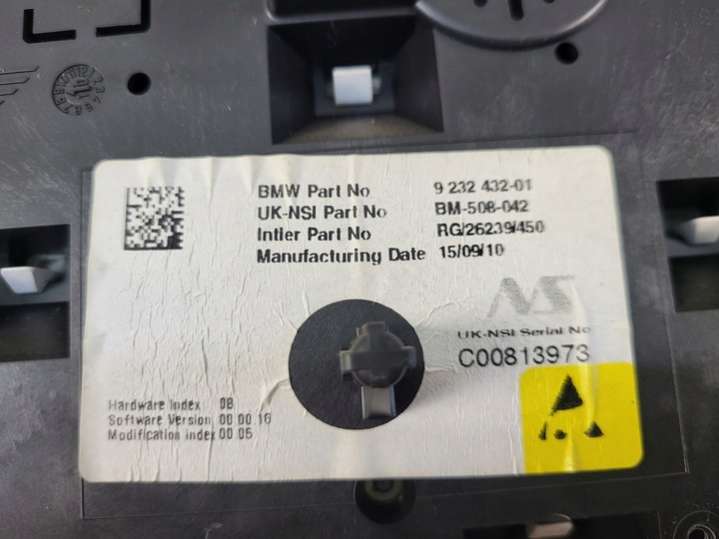 BMW Part No 9 232 432-01
UK-NSI Part No BM-508-042
Intier Part No RG/26239/450
Manufacturing Date 15/09/10
NS
UK-NSI Serial No
C00813973
Hardware Index 08
Software Version 00.00.16
Modification index 00.05